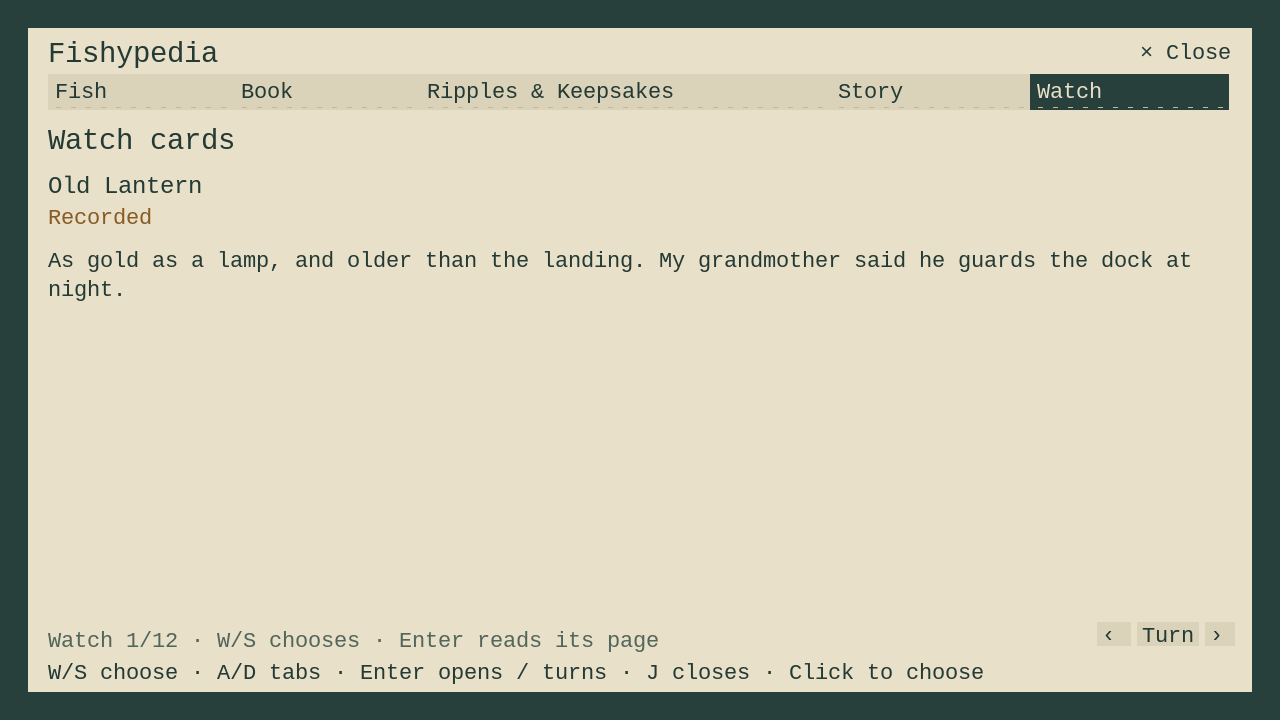 Fishypedia
× Close
Fish Book Ripples & Keepsakes Story Watch
Watch cards
Old Lantern
Recorded
As gold as a lamp, and older than the landing. My grandmother said he guards the dock at
night.
Watch 1/12 · W/S chooses · Enter reads its page
‹ Turn ›
W/S choose · A/D tabs · Enter opens / turns · J closes · Click to choose